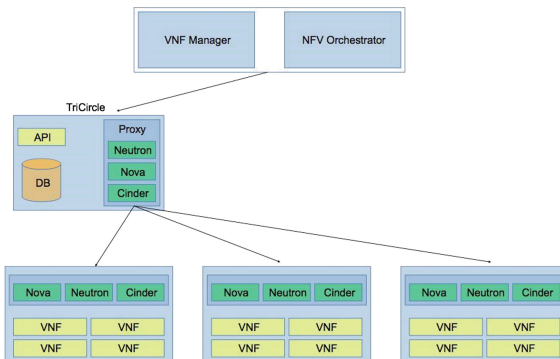 VNF Manager
NFV Orchestrator
TriCircle
API
DB
Proxy
Neutron
Nova
Cinder
Nova Neutron Cinder
VNF VNF
VNF VNF
Nova Neutron Cinder
VNF VNF
VNF VNF
Nova Neutron Cinder
VNF VNF
VNF VNF